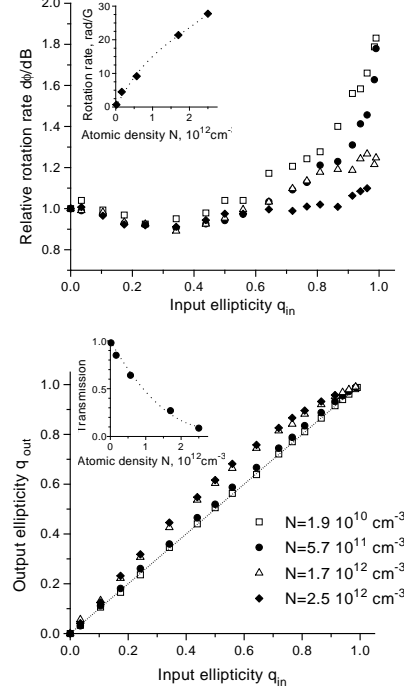 2.0
1.8
1.6
1.4
1.2
1.0
0.8
Relative rotation rate dϕ/dB
30
20
10
0
Rotation rate, rad/G
0 1 2
Atomic density N, 10¹²cm⁻³
0.0 0.2 0.4 0.6 0.8 1.0
Input ellipticity q_in
1.0
0.5
0.0
Transmission
0 1 2
Atomic density N, 10¹²cm⁻³
1.0
0.8
0.6
0.4
0.2
0.0
Output ellipticity q_out
N=1.9 10¹⁰ cm⁻³
N=5.7 10¹¹ cm⁻³
N=1.7 10¹² cm⁻³
N=2.5 10¹² cm⁻³
0.0 0.2 0.4 0.6 0.8 1.0
Input ellipticity q_in